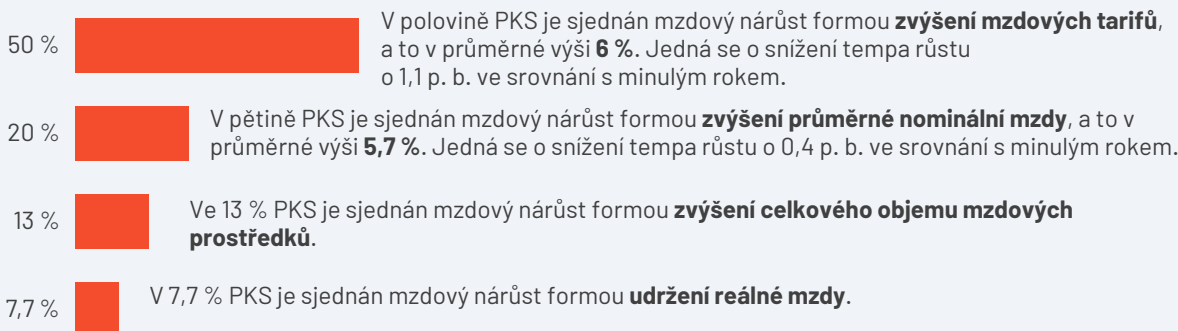 50 %
V polovině PKS je sjednán mzdový nárůst formou zvýšení mzdových tarifů,
a to v průměrné výši 6 %. Jedná se o snížení tempa růstu
o 1,1 p. b. ve srovnání s minulým rokem.
20 %
V pětině PKS je sjednán mzdový nárůst formou zvýšení průměrné nominální mzdy, a to v
průměrné výši 5,7 %. Jedná se o snížení tempa růstu o 0,4 p. b. ve srovnání s minulým rokem.
13 %
Ve 13 % PKS je sjednán mzdový nárůst formou zvýšení celkového objemu mzdových
prostředků.
7,7 %
V 7,7 % PKS je sjednán mzdový nárůst formou udržení reálné mzdy.